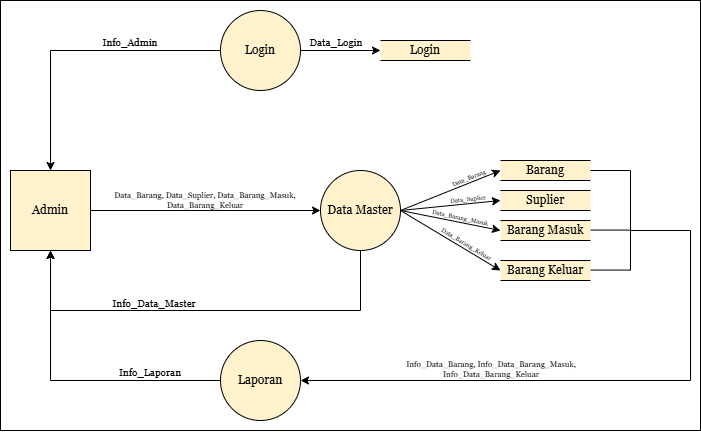 Info_Admin
Login
Data_Login
Login
Admin
Data_Barang, Data_Suplier, Data_Barang_Masuk,
Data_Barang_Keluar
Data Master
Data_Barang
Data_Suplier
Data_Barang_Masuk
Data_Barang_Keluar
Barang
Suplier
Barang Masuk
Barang Keluar
Info_Data_Master
Info_Laporan
Laporan
Info_Data_Barang, Info_Data_Barang_Masuk,
Info_Data_Barang_Keluar